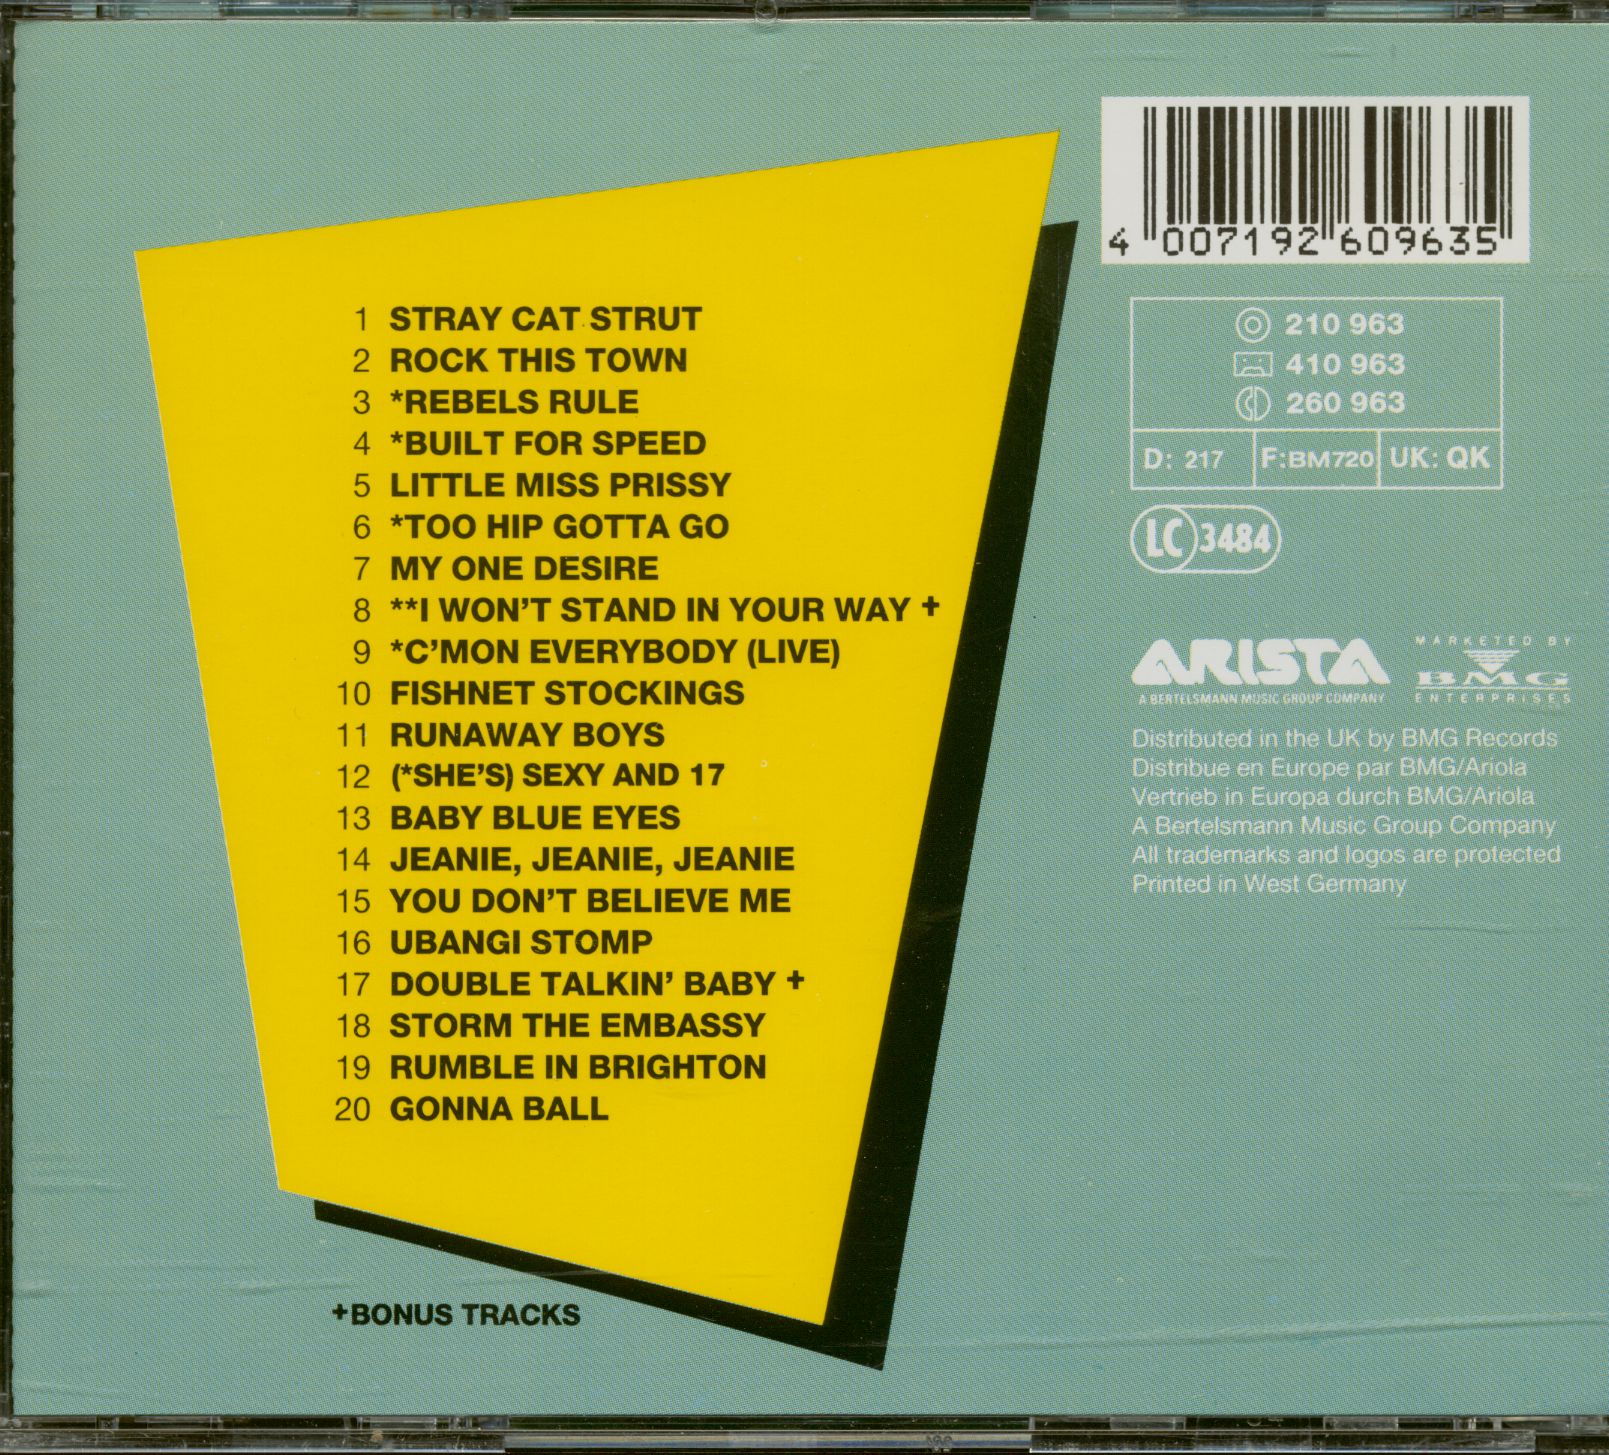 1 STRAY CAT STRUT
2 ROCK THIS TOWN
3 *REBELS RULE
4 *BUILT FOR SPEED
5 LITTLE MISS PRISSY
6 *TOO HIP GOTTA GO
7 MY ONE DESIRE
8 **I WON'T STAND IN YOUR WAY +
9 *C'MON EVERYBODY (LIVE)
10 FISHNET STOCKINGS
11 RUNAWAY BOYS
12 (*SHE'S) SEXY AND 17
13 BABY BLUE EYES
14 JEANIE, JEANIE, JEANIE
15 YOU DON'T BELIEVE ME
16 UBANGI STOMP
17 DOUBLE TALKIN' BABY +
18 STORM THE EMBASSY
19 RUMBLE IN BRIGHTON
20 GONNA BALL
+BONUS TRACKS
4 007192 609635
210 963
410 963
260 963
D: 217 F:BM720 UK: QK
LC 3484
ARISTA
A BERTELSMANN MUSIC GROUP COMPANY
MARKETED BY
BMG
ENTERPRISES
Distributed in the UK by BMG Records
Distribue en Europe par BMG/Ariola
Vertrieb in Europa durch BMG/Ariola
A Bertelsmann Music Group Company
All trademarks and logos are protected
Printed in West Germany